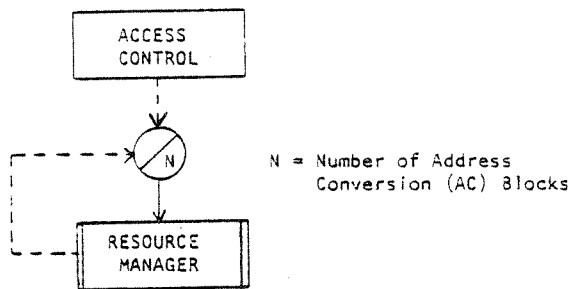 ACCESS
CONTROL
N
N = Number of Address
Conversion (AC) Blocks
RESOURCE
MANAGER